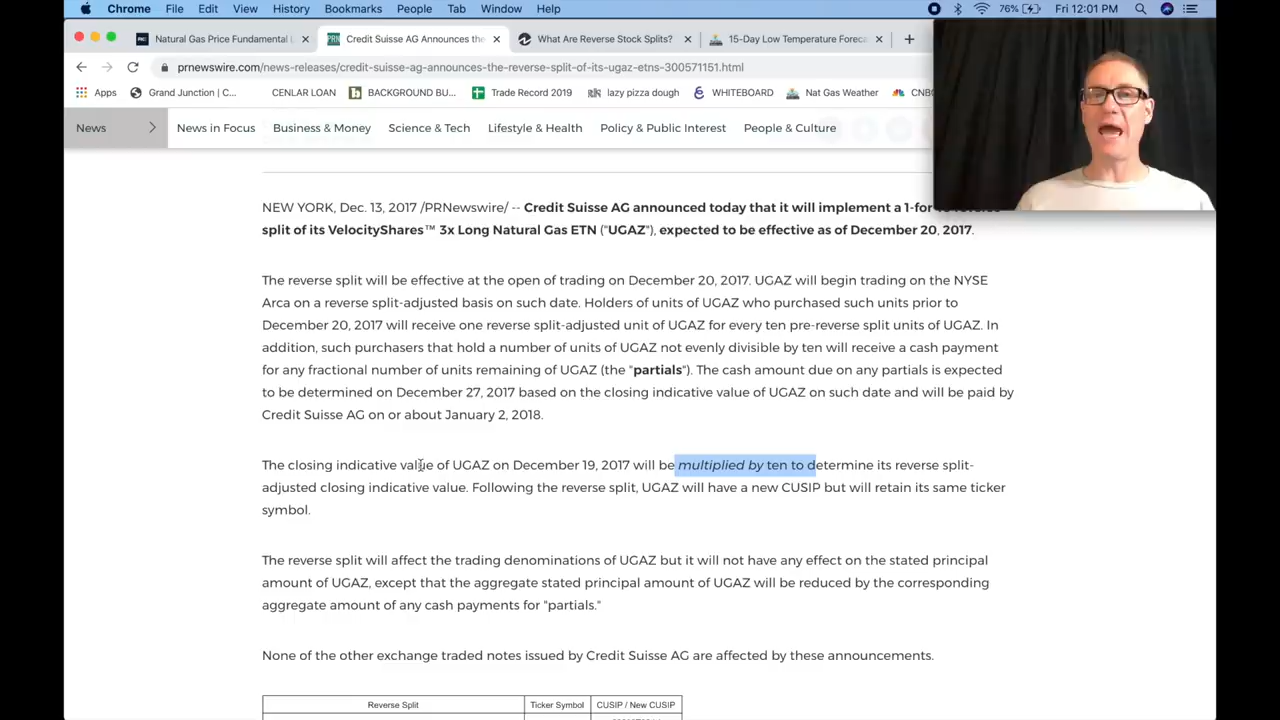 Chrome File Edit View History Bookmarks People Tab Window Help 76% Fri 12:01 PM
Natural Gas Price Fundamental Credit Suisse AG Announces the What Are Reverse Stock Splits? 15-Day Low Temperature
prnewswire.com/news-releases/credit-suisse-ag-announces-the-reverse-split-of-its-ugaz-etns-300571151.html
Apps Grand Junction | C... CENLAR LOAN BACKGROUND BU... Trade Record 2019 lazy pizza dough WHITEBOARD Nat Gas Weather
News News in Focus Business & Money Science & Tech Lifestyle & Health Policy & Public Interest People & Culture
NEW YORK, Dec. 13, 2017 /PRNewswire/ -- Credit Suisse AG announced today that it will implement a 1-for
split of its VelocityShares™ 3x Long Natural Gas ETN ("UGAZ"), expected to be effective as of December 20, 2017.
The reverse split will be effective at the open of trading on December 20, 2017. UGAZ will begin trading on the NYSE
Arca on a reverse split-adjusted basis on such date. Holders of units of UGAZ who purchased such units prior to
December 20, 2017 will receive one reverse split-adjusted unit of UGAZ for every ten pre-reverse split units of UGAZ. In
addition, such purchasers that hold a number of units of UGAZ not evenly divisible by ten will receive a cash payment
for any fractional number of units remaining of UGAZ (the "partials"). The cash amount due on any partials is expected
to be determined on December 27, 2017 based on the closing indicative value of UGAZ on such date and will be paid by
Credit Suisse AG on or about January 2, 2018.
The closing indicative value of UGAZ on December 19, 2017 will be multiplied by ten to determine its reverse split-
adjusted closing indicative value. Following the reverse split, UGAZ will have a new CUSIP but will retain its same ticker
symbol.
The reverse split will affect the trading denominations of UGAZ but it will not have any effect on the stated principal
amount of UGAZ, except that the aggregate stated principal amount of UGAZ will be reduced by the corresponding
aggregate amount of any cash payments for "partials."
None of the other exchange traded notes issued by Credit Suisse AG are affected by these announcements.
Reverse Split Ticker Symbol CUSIP / New CUSIP